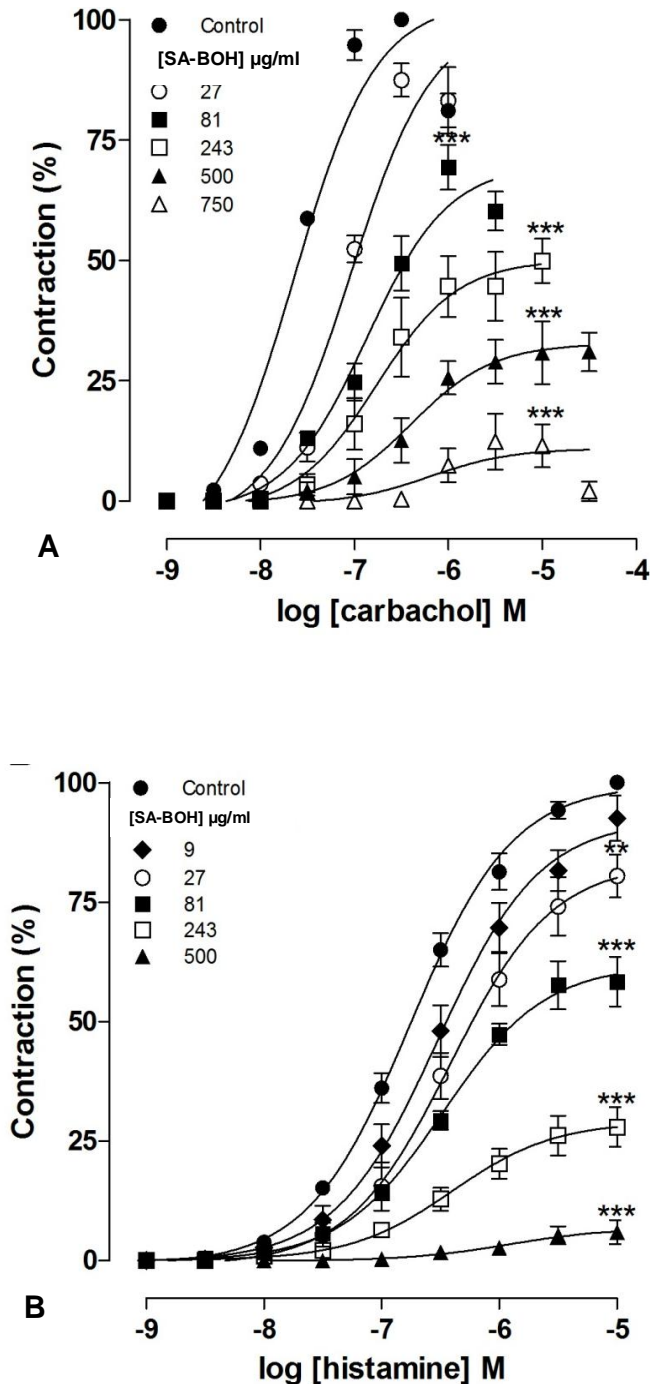 100
75
50
25
0
Contraction (%)
Control
[SA-BOH] µg/ml
27
81
243
500
750
***
***
***
***
A
-9 -8 -7 -6 -5 -4
log [carbachol] M
100
75
50
25
0
Contraction (%)
Control
[SA-BOH] µg/ml
9
27
81
243
500
**
***
***
***
B
-9 -8 -7 -6 -5
log [histamine] M